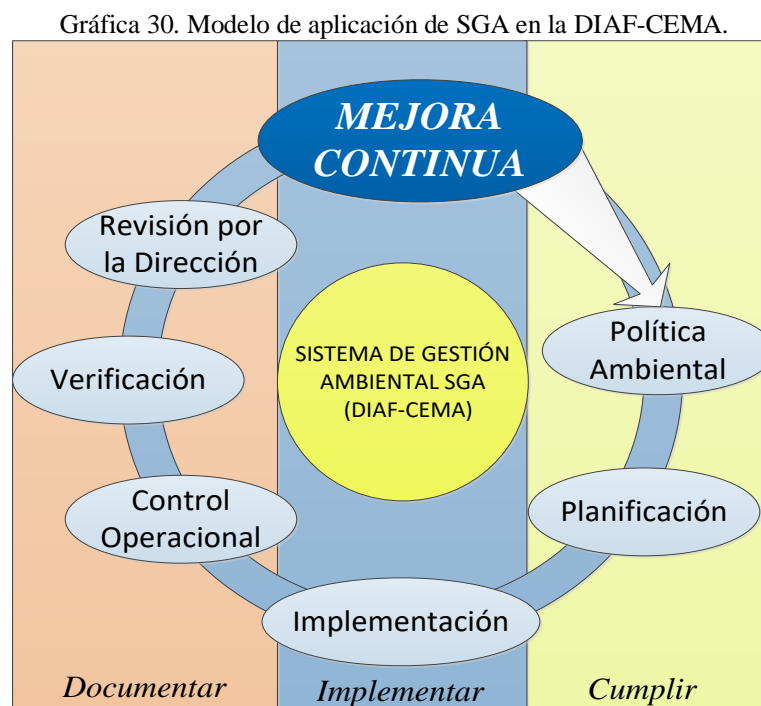 Gráfica 30. Modelo de aplicación de SGA en la DIAF-CEMA.
MEJORA
CONTINUA
Revisión por
la Dirección
Política
Ambiental
SISTEMA DE GESTIÓN
AMBIENTAL SGA
(DIAF-CEMA)
Verificación
Control
Operacional
Planificación
Implementación
Documentar
Implementar
Cumplir